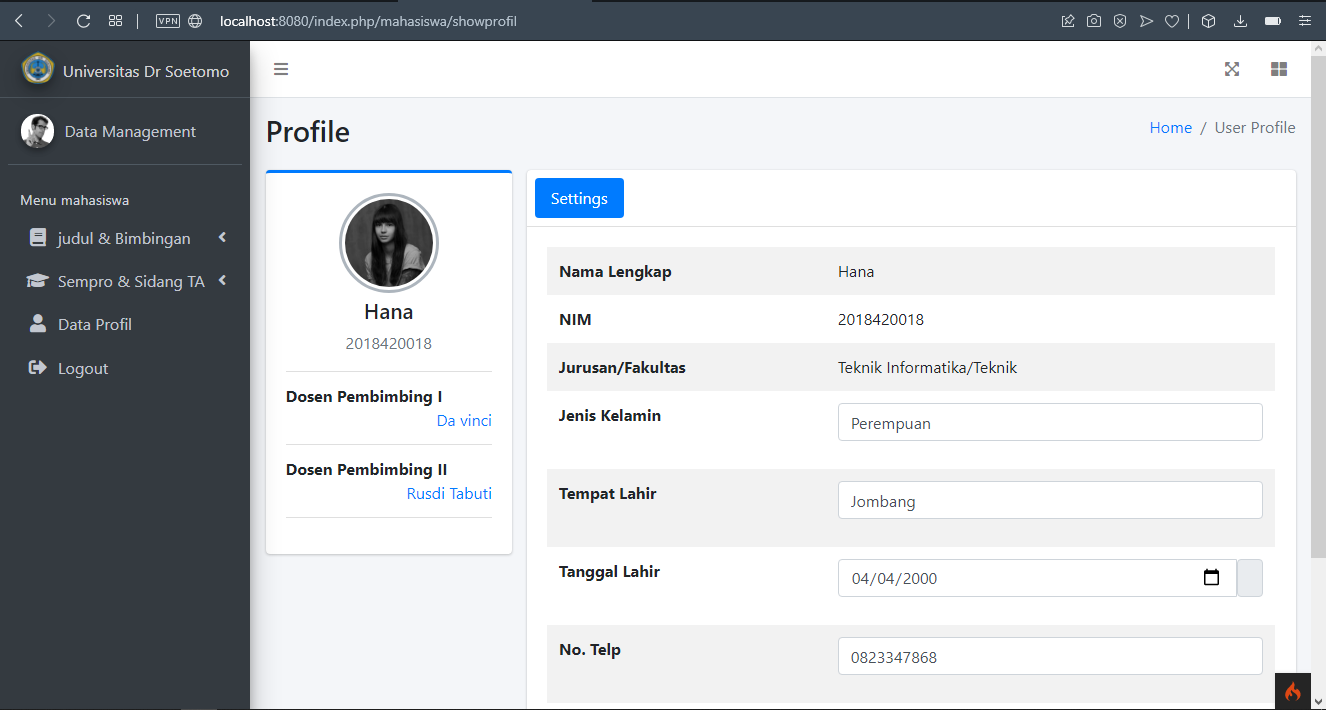 VPN
localhost:8080/index.php/mahasiswa/showprofil
Universitas Dr Soetomo
Data Management
Menu mahasiswa
judul & Bimbingan
Sempro & Sidang TA
Data Profil
Logout
Profile
Home / User Profile
Hana
2018420018
Dosen Pembimbing I
Da vinci
Dosen Pembimbing II
Rusdi Tabuti
Settings
Nama Lengkap Hana
NIM 2018420018
Jurusan/Fakultas Teknik Informatika/Teknik
Jenis Kelamin Perempuan
Tempat Lahir Jombang
Tanggal Lahir 04/04/2000
No. Telp 0823347868